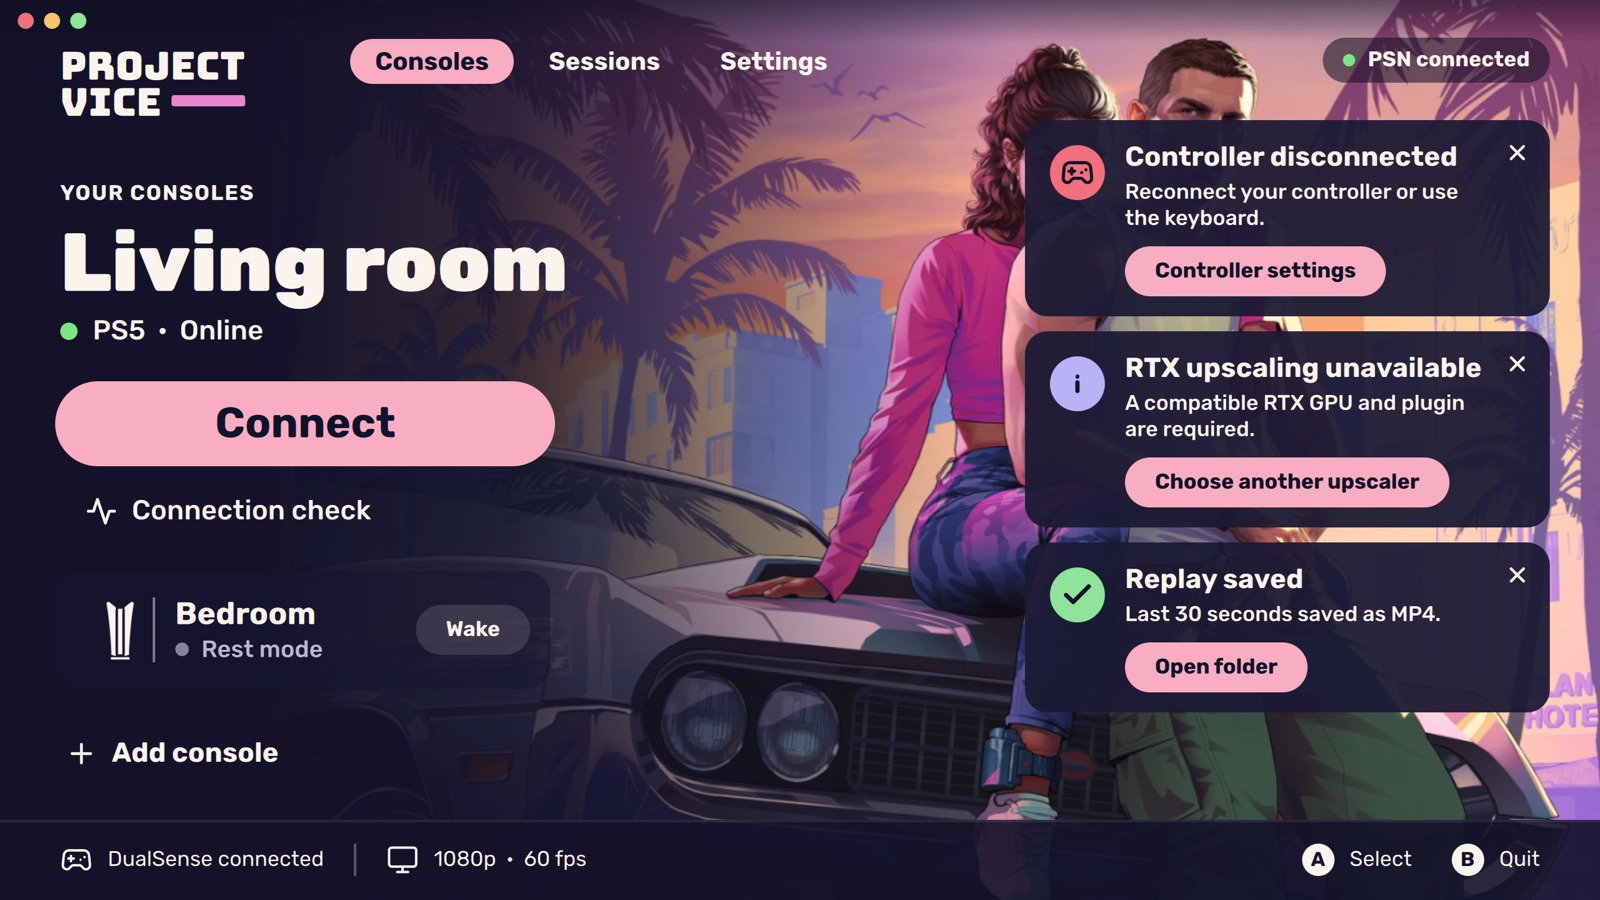 PROJECT
VICE
Consoles
Sessions
Settings
PSN connected
YOUR CONSOLES
Living room
PS5 • Online
Connect
Connection check
Bedroom
Rest mode
Wake
Add console
Controller disconnected
Reconnect your controller or use
the keyboard.
Controller settings
RTX upscaling unavailable
A compatible RTX GPU and plugin
are required.
Choose another upscaler
Replay saved
Last 30 seconds saved as MP4.
Open folder
HOTE
DualSense connected
1080p • 60 fps
A Select
B Quit